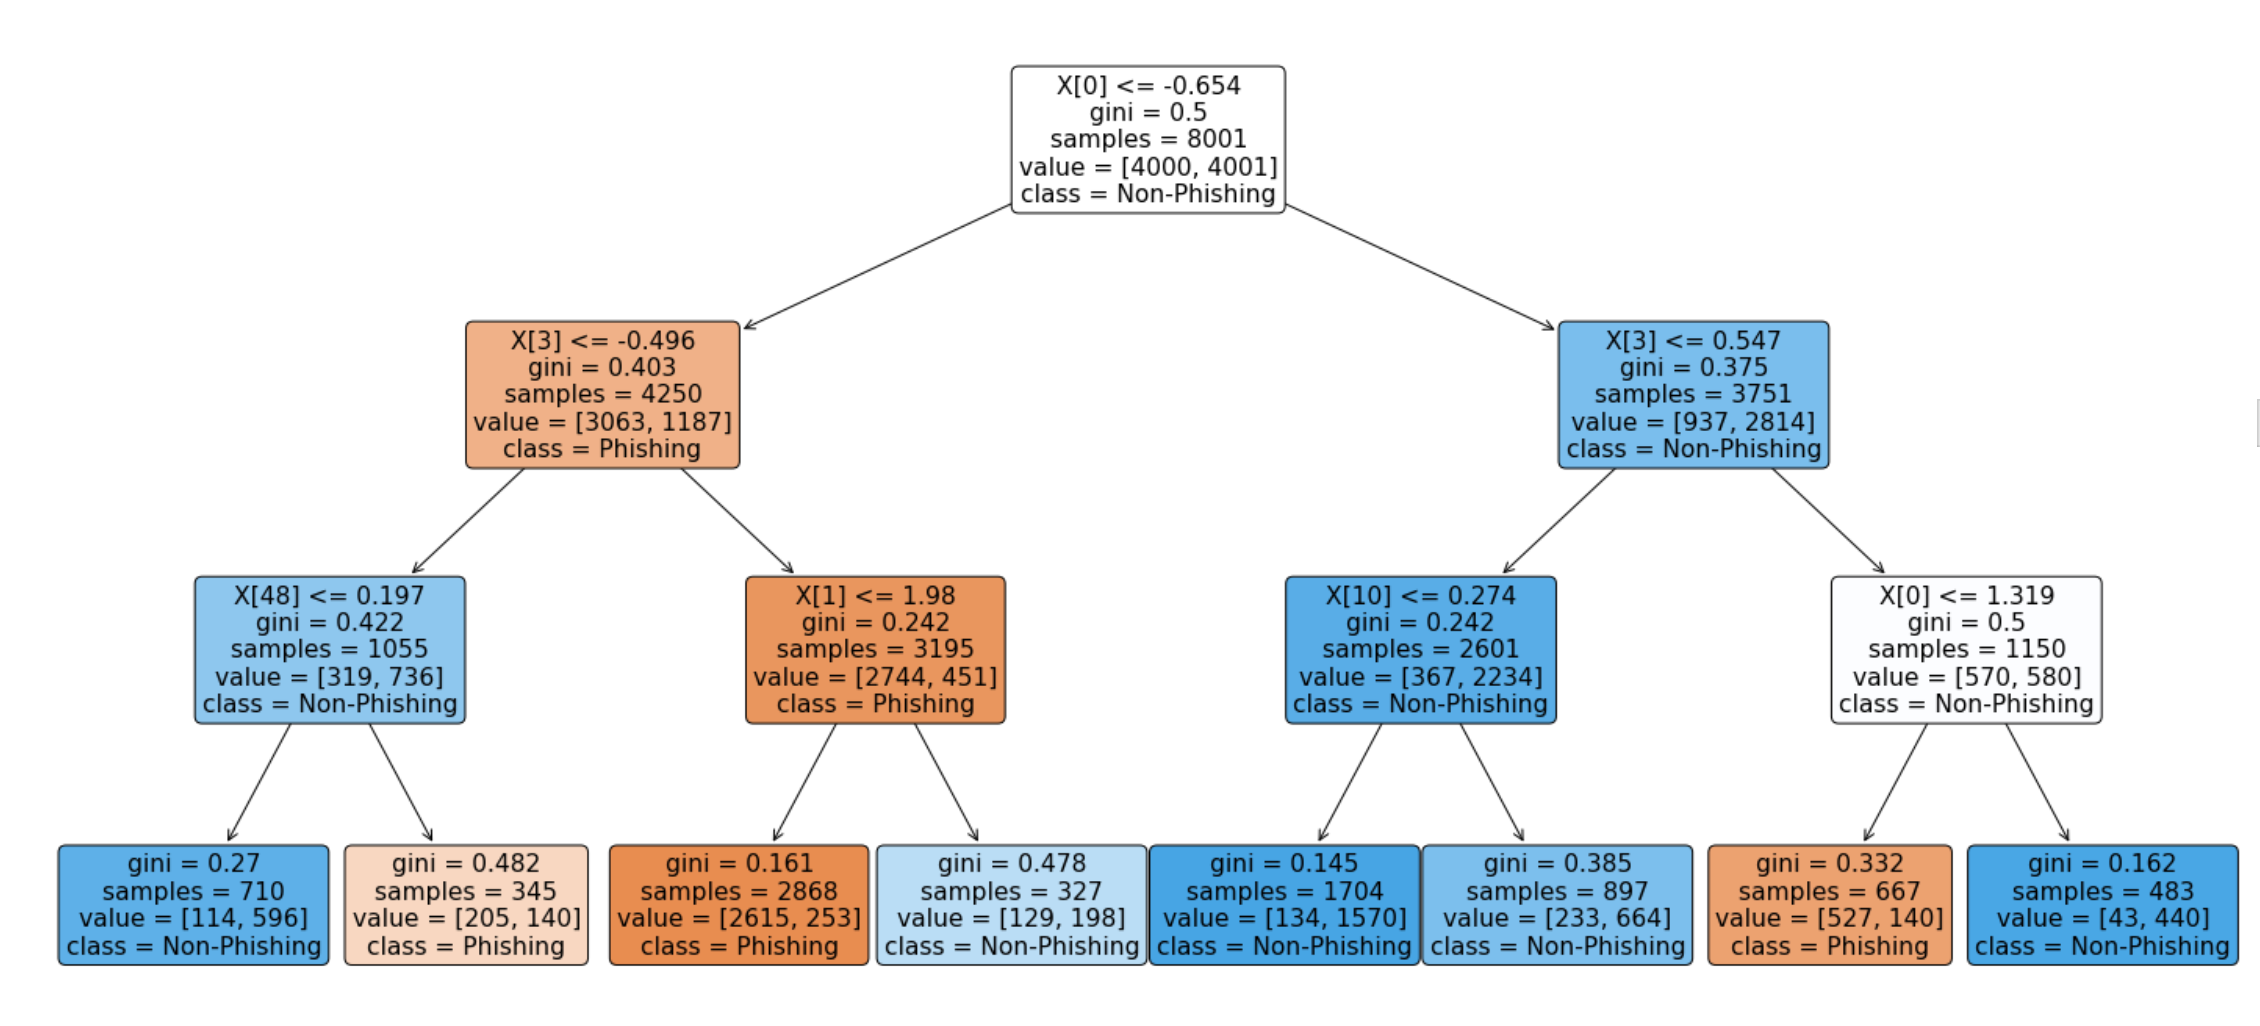 X[0] <= -0.654
gini = 0.5
samples = 8001
value = [4000, 4001]
class = Non-Phishing
X[3] <= -0.496
gini = 0.403
samples = 4250
value = [3063, 1187]
class = Phishing
X[3] <= 0.547
gini = 0.375
samples = 3751
value = [937, 2814]
class = Non-Phishing
X[48] <= 0.197
gini = 0.422
samples = 1055
value = [319, 736]
class = Non-Phishing
X[1] <= 1.98
gini = 0.242
samples = 3195
value = [2744, 451]
class = Phishing
X[10] <= 0.274
gini = 0.242
samples = 2601
value = [367, 2234]
class = Non-Phishing
X[0] <= 1.319
gini = 0.5
samples = 1150
value = [570, 580]
class = Non-Phishing
gini = 0.27
samples = 710
value = [114, 596]
class = Non-Phishing
gini = 0.482
samples = 345
value = [205, 140]
class = Phishing
gini = 0.161
samples = 2868
value = [2615, 253]
class = Phishing
gini = 0.478
samples = 327
value = [129, 198]
class = Non-Phishing
gini = 0.145
samples = 1704
value = [134, 1570]
class = Non-Phishing
gini = 0.385
samples = 897
value = [233, 664]
class = Non-Phishing
gini = 0.332
samples = 667
value = [527, 140]
class = Phishing
gini = 0.162
samples = 483
value = [43, 440]
class = Non-Phishing